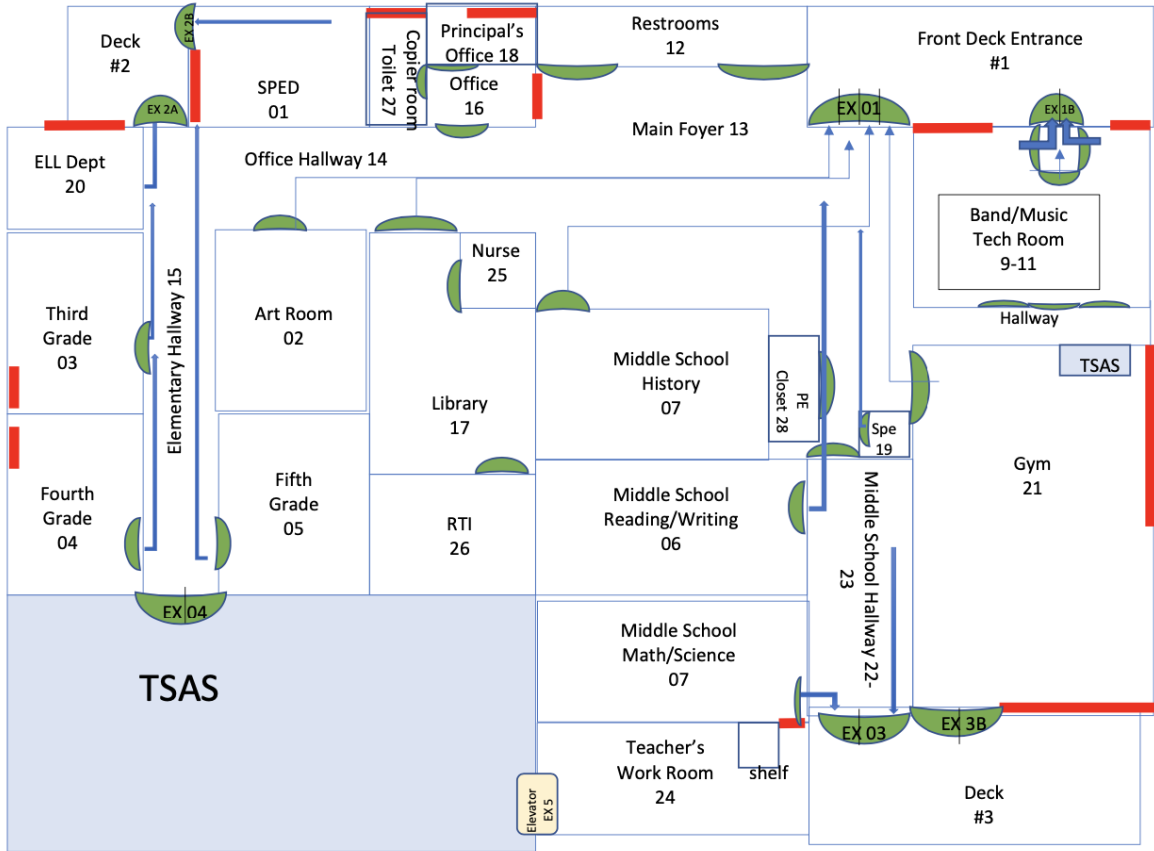 Deck
#2
EX 2B
EX 2A
SPED
01
Copier room
Toilet 27
Principal's
Office 18
Office
16
Restrooms
12
Main Foyer 13
Front Deck Entrance
#1
EX 01
EX 1B
ELL Dept
20
Office Hallway 14
Band/Music
Tech Room
9-11
Hallway
Third
Grade
03
Elementary Hallway 15
Art Room
02
Nurse
25
Library
17
Middle School
History
07
PE
Closet 28
Spe
19
TSAS
Gym
21
Fourth
Grade
04
Fifth
Grade
05
RTI
26
Middle School
Reading/Writing
06
Middle School Hallway 22-
23
EX 04
TSAS
Middle School
Math/Science
07
EX 03
EX 3B
Teacher's
Work Room
24
shelf
Elevator
EX 5
Deck
#3